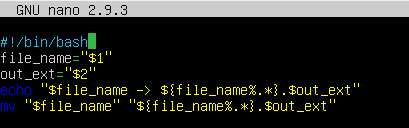 GNU nano 2.9.3
#!/bin/bash
file_name="$1"
out_ext="$2"
echo "$file_name -> ${file_name%.*}.$out_ext"
mv "$file_name" "${file_name%.*}.$out_ext"